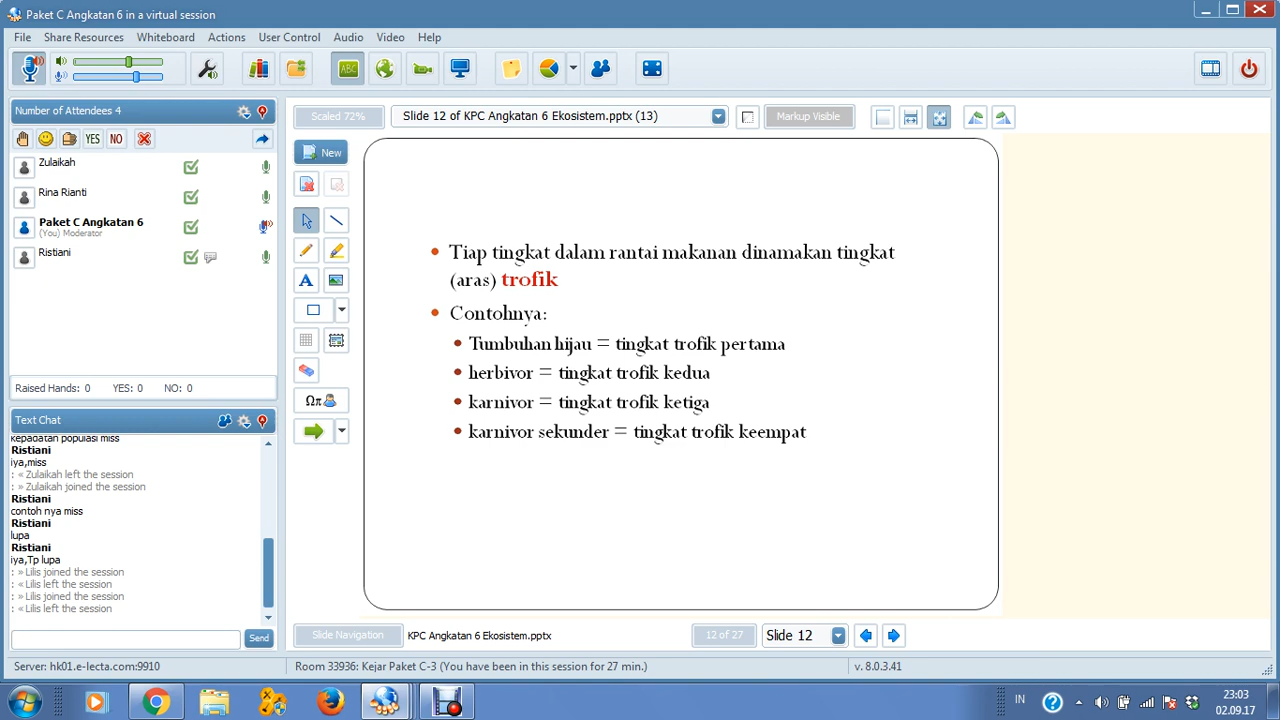 Paket C Angkatan 6 in a virtual session
File Share Resources Whiteboard Actions User Control Audio Video Help
Number of Attendees 4
YES NO
Zulaikah
Rina Rianti
Paket C Angkatan 6
(You) Moderator
Ristiani
Raised Hands: 0 YES: 0 NO: 0
Text Chat
kepadatan populasi miss
Ristiani
iya,miss
: « Zulaikah left the session
: » Zulaikah joined the session
Ristiani
contoh nya miss
Ristiani
lupa
Ristiani
iya,Tp lupa
: » Lilis joined the session
: « Lilis left the session
: » Lilis joined the session
: « Lilis left the session
Send
Scaled 72% Slide 12 of KPC Angkatan 6 Ekosistem.pptx (13) Markup Visible
New
A
Ωπ
ABC
• Tiap tingkat dalam rantai makanan dinamakan tingkat
(aras) trofik
• Contohnya:
• Tumbuhan hijau = tingkat trofik pertama
• herbivor = tingkat trofik kedua
• karnivor = tingkat trofik ketiga
• karnivor sekunder = tingkat trofik keempat
Slide Navigation KPC Angkatan 6 Ekosistem.pptx 12 of 27 Slide 12
Server: hk01.e-lecta.com:9910 Room 33936: Kejar Paket C-3 (You have been in this session for 27 min.) v. 8.0.3.41
IN 23:03
02.09.17